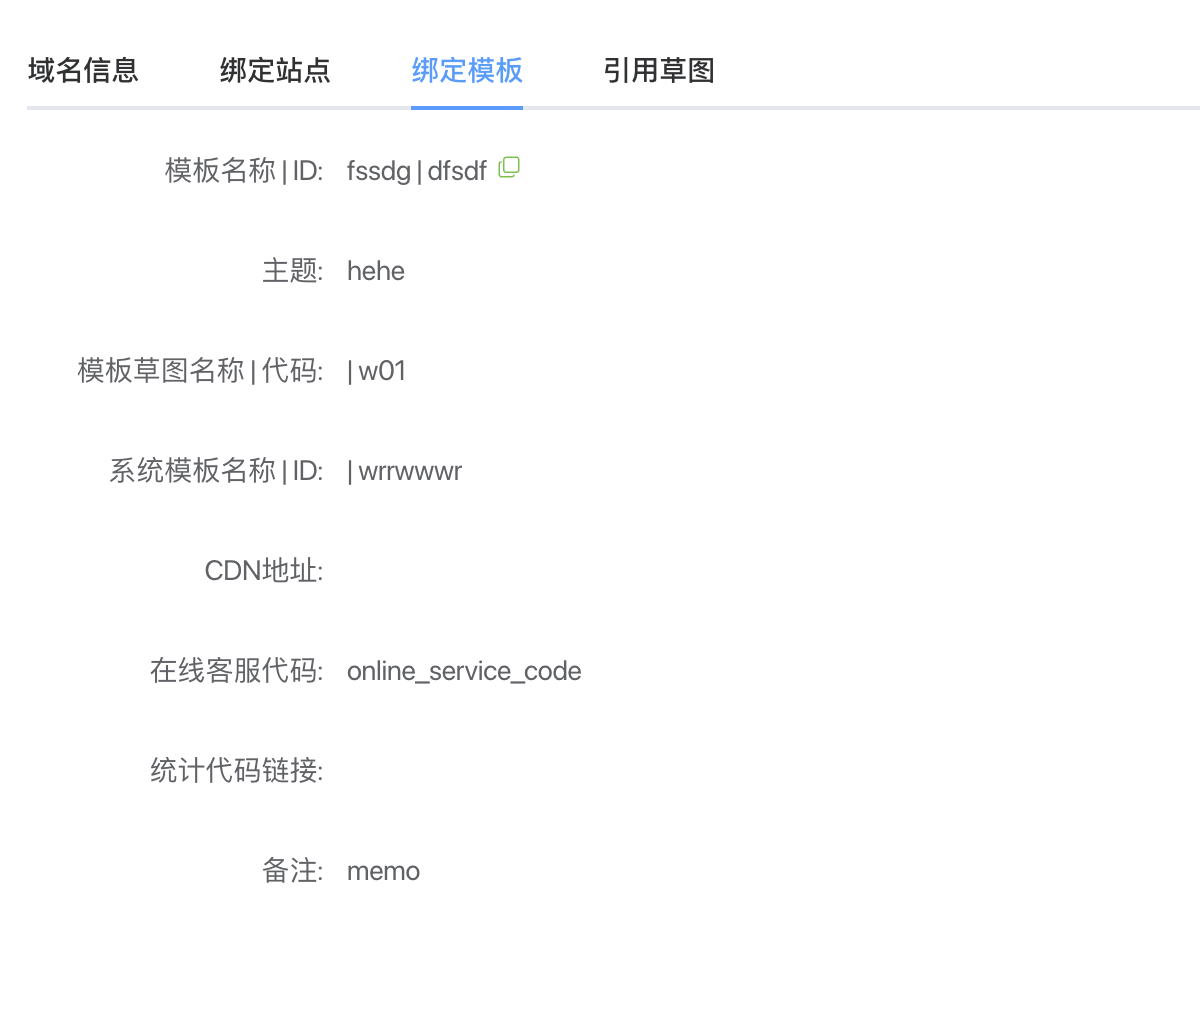 域名信息 绑定站点 绑定模板 引用草图
模板名称 | ID: fssdg | dfsdf
主题: hehe
模板草图名称 | 代码: | w01
系统模板名称 | ID: | wrrwwwr
CDN地址:
在线客服代码: online_service_code
统计代码链接:
备注: memo